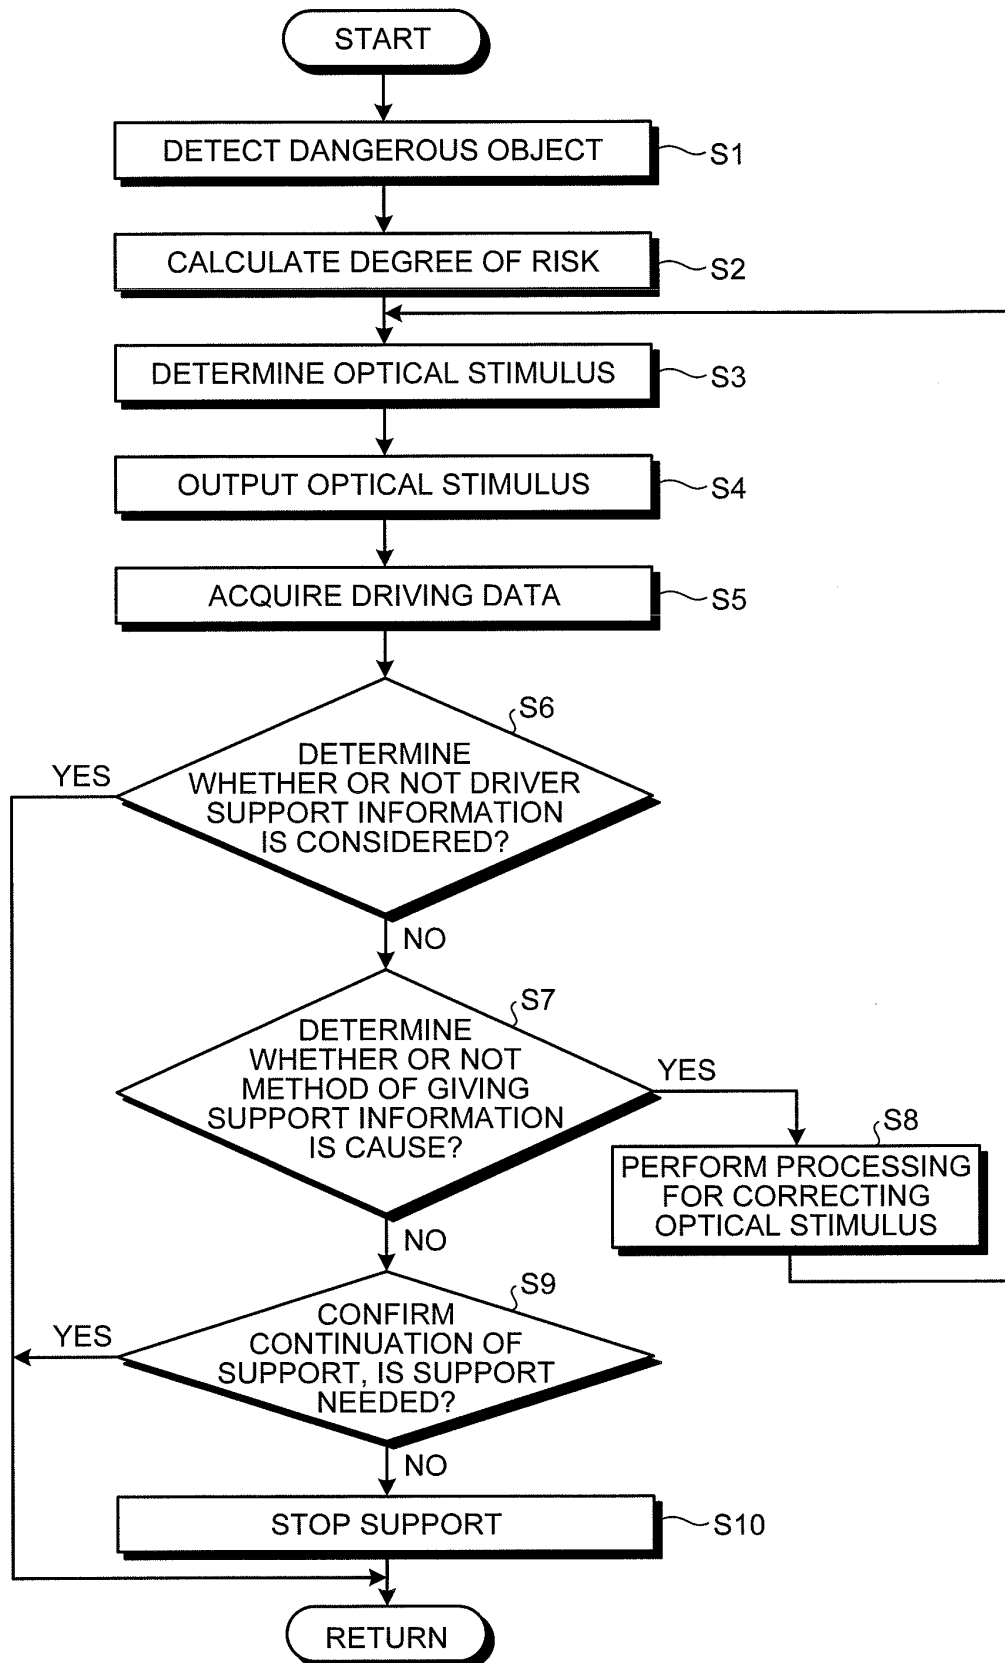 START
DETECT DANGEROUS OBJECT
S1
CALCULATE DEGREE OF RISK
S2
DETERMINE OPTICAL STIMULUS
S3
OUTPUT OPTICAL STIMULUS
S4
ACQUIRE DRIVING DATA
S5
S6
DETERMINE
WHETHER OR NOT DRIVER
SUPPORT INFORMATION
IS CONSIDERED?
YES
NO
S7
DETERMINE
WHETHER OR NOT
METHOD OF GIVING
SUPPORT INFORMATION
IS CAUSE?
YES
S8
PERFORM PROCESSING
FOR CORRECTING
OPTICAL STIMULUS
NO
S9
CONFIRM
CONTINUATION OF
SUPPORT, IS SUPPORT
NEEDED?
YES
NO
STOP SUPPORT
S10
RETURN